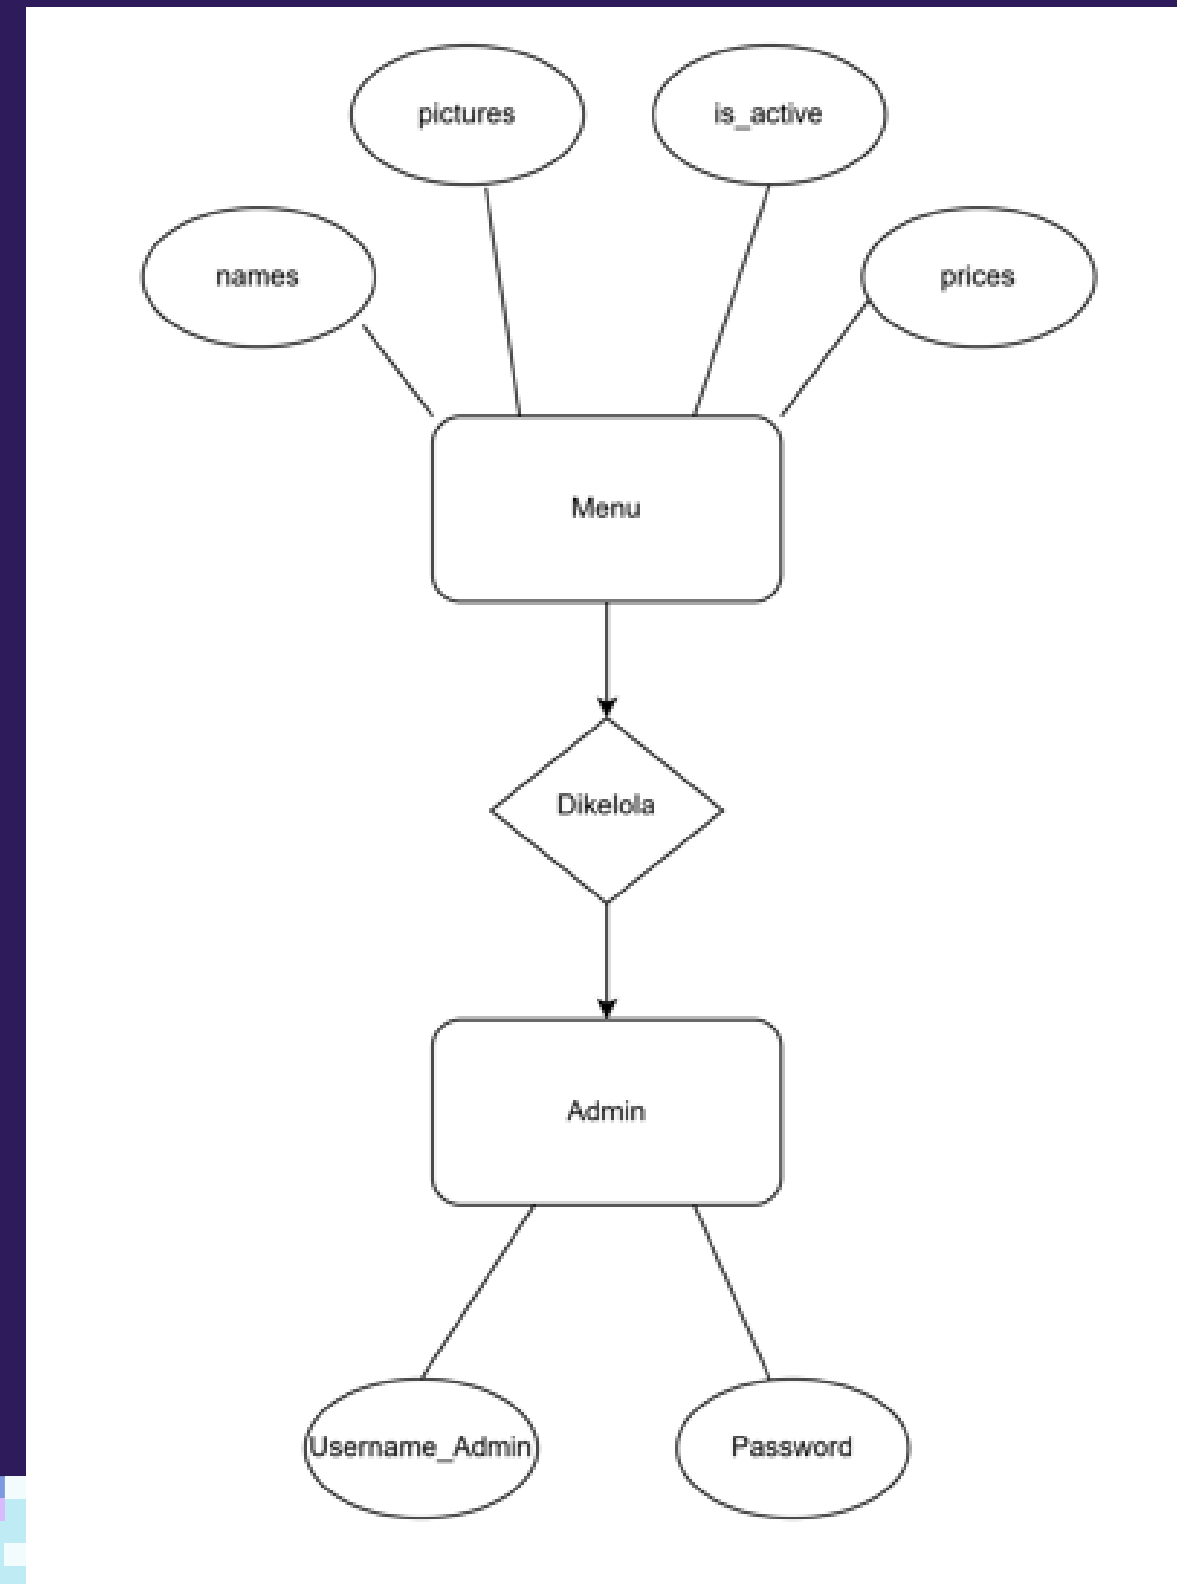 pictures
is_active
names
prices
Menu
Dikelola
Admin
Username_Admin
Password